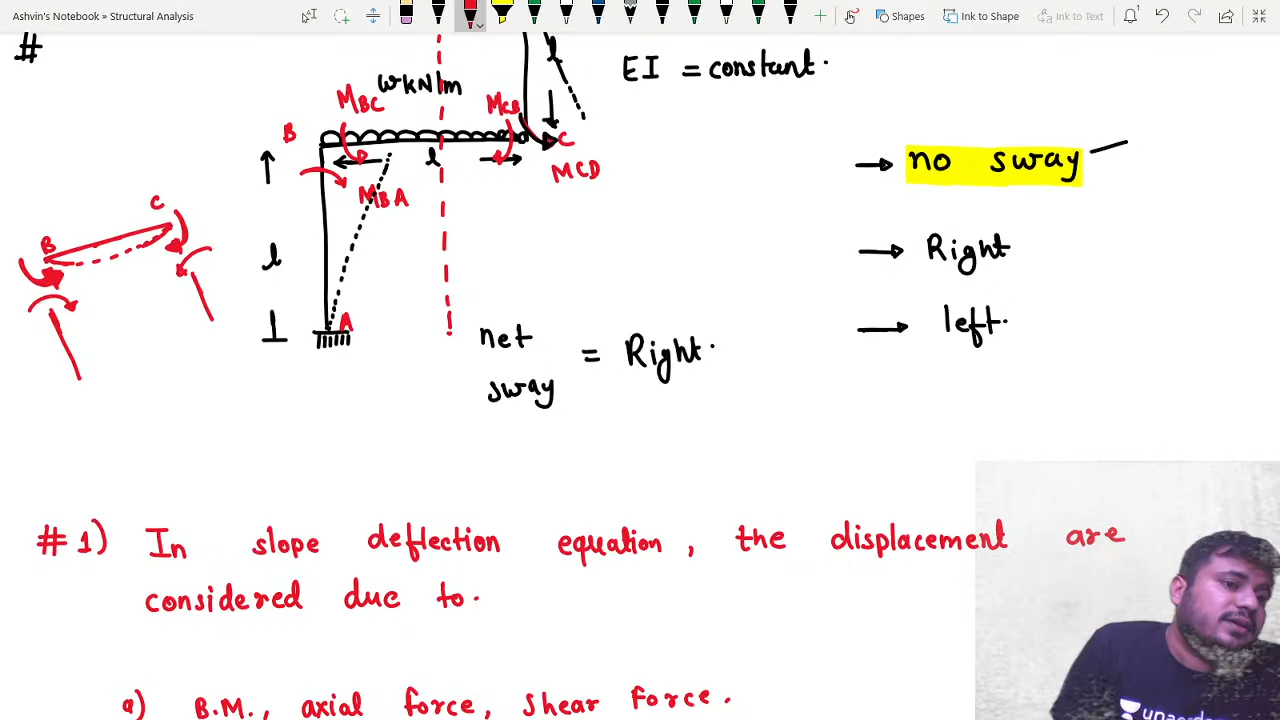 Ashvin's Notebook » Structural Analysis
Shapes
Ink to Shape
Ink to Text
#
l
EI = constant.
wkN/m
MBC
MCB
B
C
l
MCD
MBA
→ no sway
C
B
l
→ Right
A
→ left.
net sway = Right.
#1) In slope deflection equation, the displacement are
considered due to.
a) B.M., axial force, shear force.